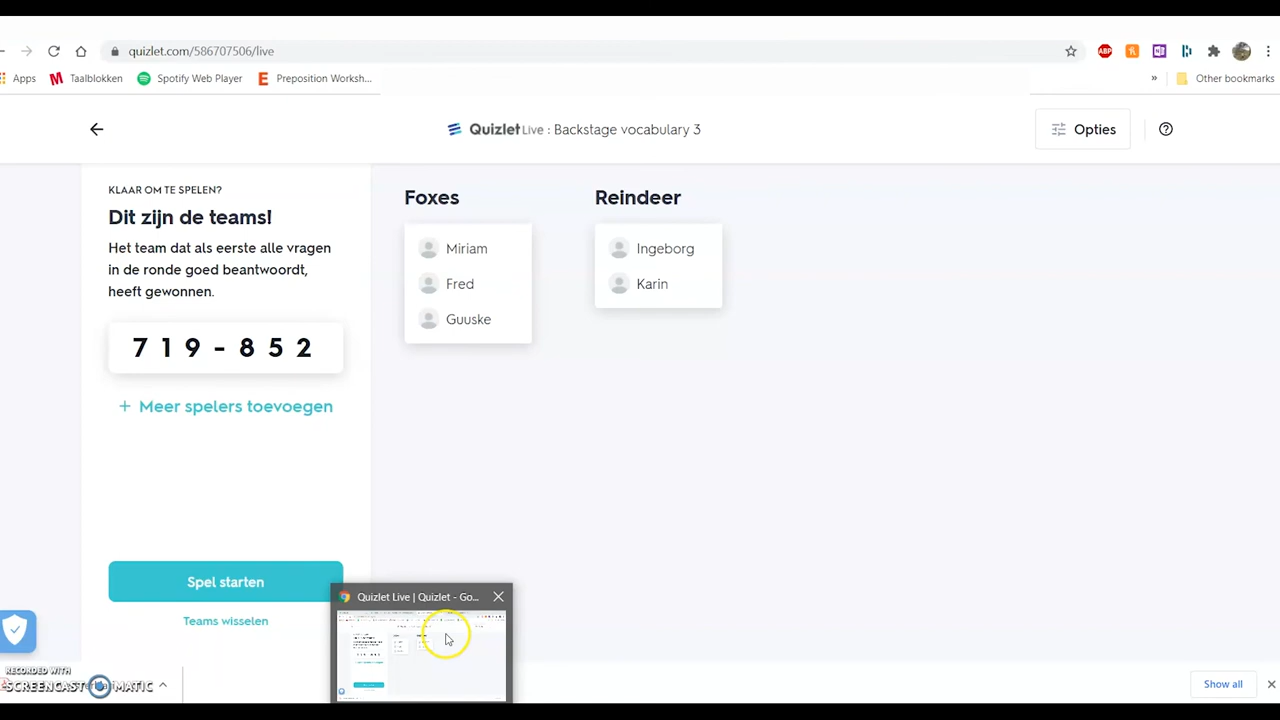 quizlet.com/586707506/live
ABP
Apps
Taalblokken
Spotify Web Player
E
Preposition Worksh...
»
Other bookmarks
Quizlet Live : Backstage vocabulary 3
Opties
KLAAR OM TE SPELEN?
Dit zijn de teams!
Het team dat als eerste alle vragen
in de ronde goed beantwoordt,
heeft gewonnen.
719-852
+ Meer spelers toevoegen
Spel starten
Teams wisselen
Foxes
Miriam
Fred
Guuske
Reindeer
Ingeborg
Karin
Quizlet Live | Quizlet - Go...
RECORDED WITH
SCREENCAST MATIC
Show all